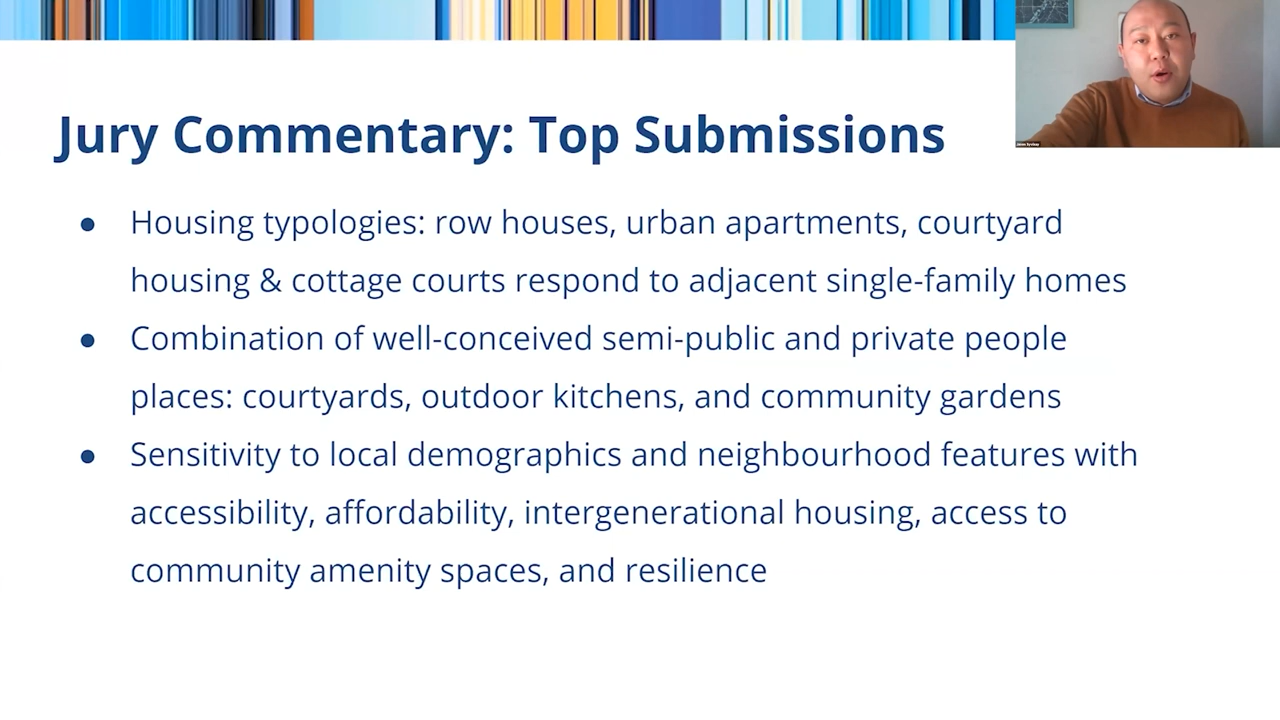 Jury Commentary: Top Submissions
● Housing typologies: row houses, urban apartments, courtyard
housing & cottage courts respond to adjacent single-family homes
● Combination of well-conceived semi-public and private people
places: courtyards, outdoor kitchens, and community gardens
● Sensitivity to local demographics and neighbourhood features with
accessibility, affordability, intergenerational housing, access to
community amenity spaces, and resilience